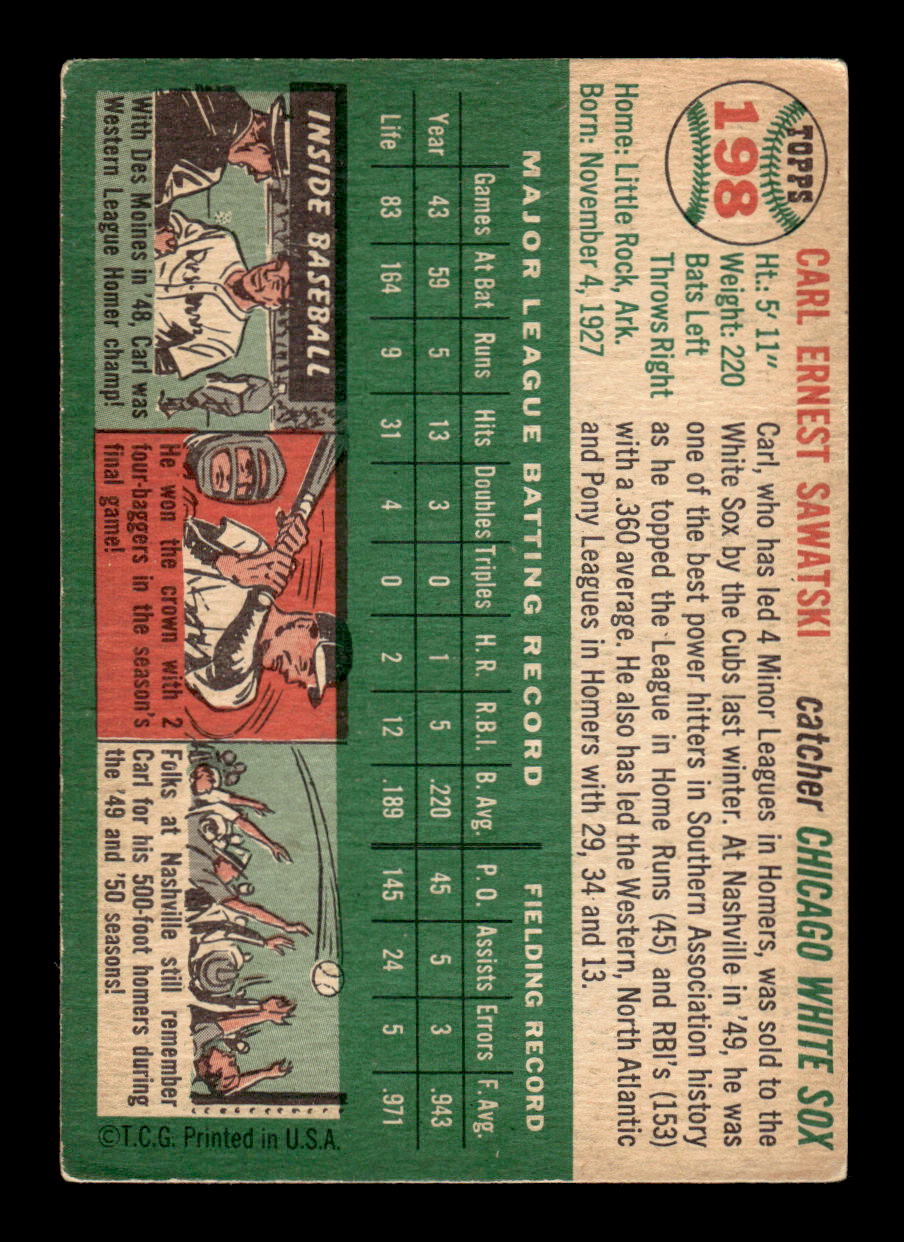 TOPPS
198
CARL ERNEST SAWATSKI catcher CHICAGO WHITE SOX
Ht.: 5' 11"
Weight: 220
Bats Left
Throws Right
Home: Little Rock, Ark.
Born: November 4, 1927
Carl, who has led 4 Minor Leagues in Homers, was sold to the
White Sox by the Cubs last winter. At Nashville in '49, he was
one of the best power hitters in Southern Association history
as he topped the League in Home Runs (45) and RBI's (153)
with a .360 average. He also has led the Western, North Atlantic
and Pony Leagues in Homers with 29, 34 and 13.
MAJOR LEAGUE BATTING RECORD FIELDING RECORD
Games At Bat Runs Hits Doubles Triples H. R. R.B.I. B. Avg. P. O. Assists Errors F. Avg.
Year 43 59 5 13 3 0 1 5 .220 45 5 3 .943
Life 83 164 9 31 4 0 2 12 .189 145 24 5 .971
INSIDE BASEBALL
With Des Moines in '48, Carl was
Western League Homer champ!
He won the crown with 2
four-baggers in the season's
final game!
Folks at Nashville still remember
Carl for his 500-foot homers during
the '49 and '50 seasons!
©T.C.G. Printed in U.S.A.